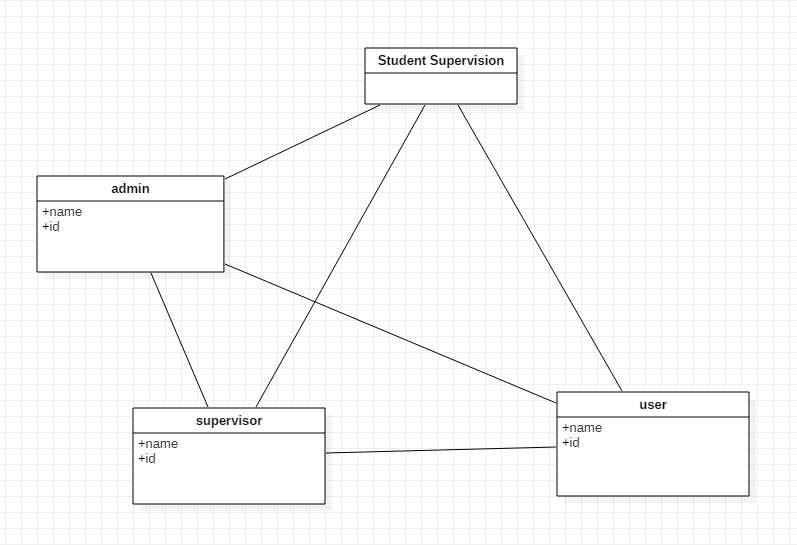 Student Supervision
admin
+name
+id
supervisor
+name
+id
user
+name
+id